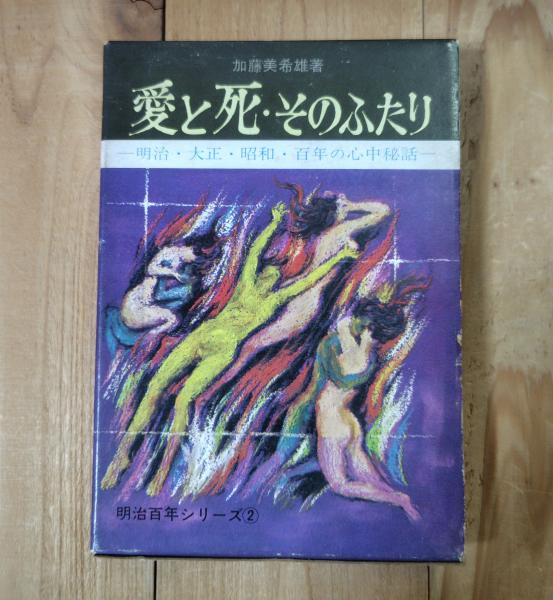 加藤美希雄著
愛と死・そのふたり
―明治・大正・昭和・百年の心中秘話―
明治百年シリーズ②